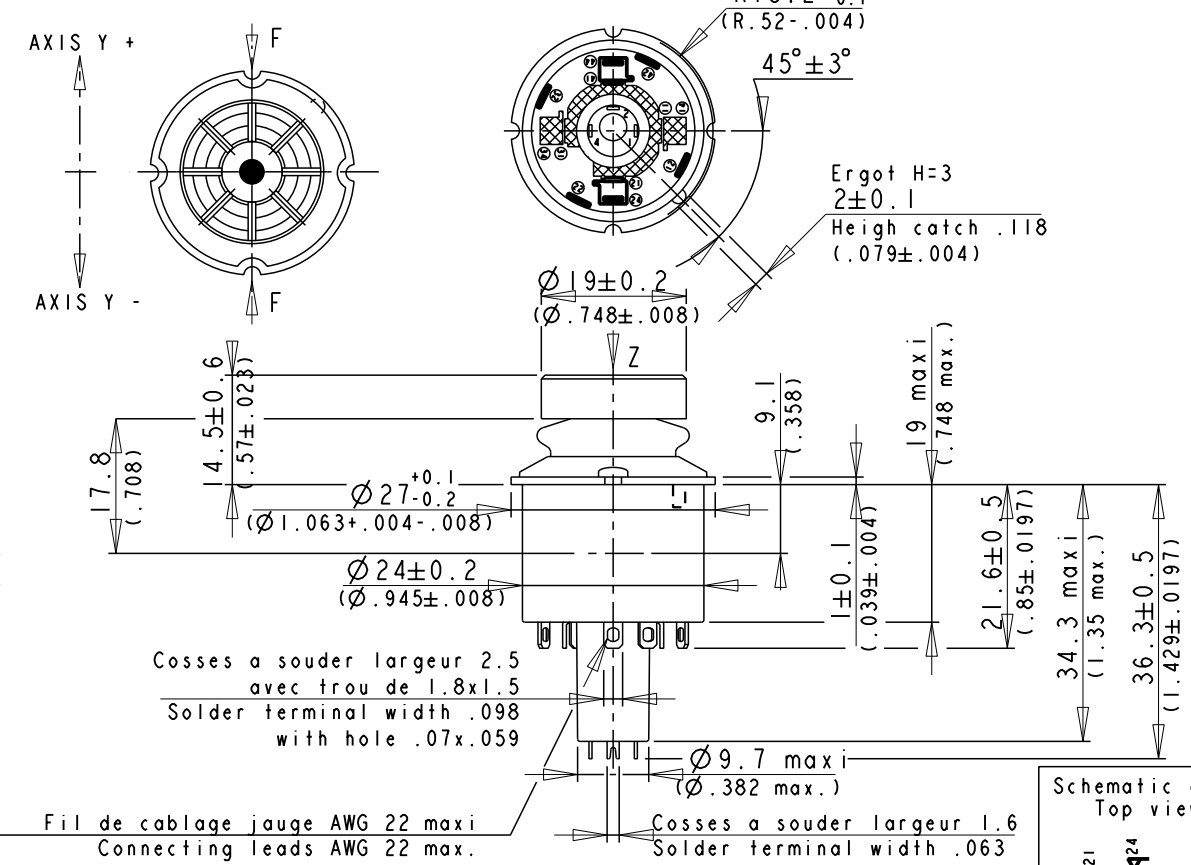 (R.52-.004)
45°±3°
AXIS Y +
F
Ergot H=3
2±0.1
Heigh catch .118
(.079±.004)
AXIS Y -
F
Ø19±0.2
(Ø.748±.008)
Z
14.5±0.6
(.57±.023)
17.8
(.708)
9.1
(.358)
19 maxi
(.748 max.)
Ø27+0.1-0.2
(Ø1.063+.004-.008)
Ø24±0.2
(Ø.945±.008)
1±0.1
(.039±.004)
21.6±0.5
(.85±.0197)
34.3 maxi
(1.35 max.)
36.3±0.5
(1.429±.0197)
Cosses a souder largeur 2.5
avec trou de 1.8x1.5
Solder terminal width .098
with hole .07x.059
Ø9.7 maxi
(Ø.382 max.)
Fil de cablage jauge AWG 22 maxi
Connecting leads AWG 22 max.
Cosses a souder largeur 1.6
Solder terminal width .063
Schematic
Top view
21
24